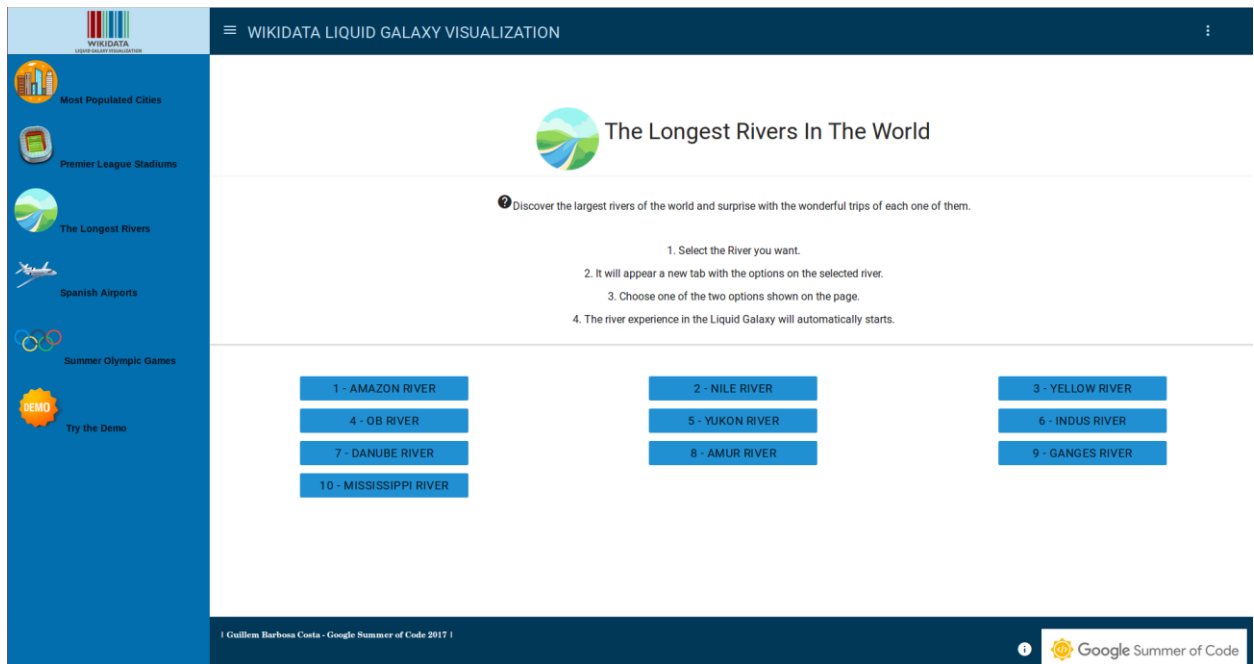 WIKIDATA
LIQUID GALAXY VISUALIZATION
WIKIDATA LIQUID GALAXY VISUALIZATION
Most Populated Cities
Premier League Stadiums
The Longest Rivers
Spanish Airports
Summer Olympic Games
DEMO
Try the Demo
The Longest Rivers In The World
?Discover the largest rivers of the world and surprise with the wonderful trips of each one of them.
1. Select the River you want.
2. It will appear a new tab with the options on the selected river.
3. Choose one of the two options shown on the page.
4. The river experience in the Liquid Galaxy will automatically starts.
1 - AMAZON RIVER 2 - NILE RIVER 3 - YELLOW RIVER
4 - OB RIVER 5 - YUKON RIVER 6 - INDUS RIVER
7 - DANUBE RIVER 8 - AMUR RIVER 9 - GANGES RIVER
10 - MISSISSIPPI RIVER
| Guillem Barbosa Costa - Google Summer of Code 2017 |
Google Summer of Code